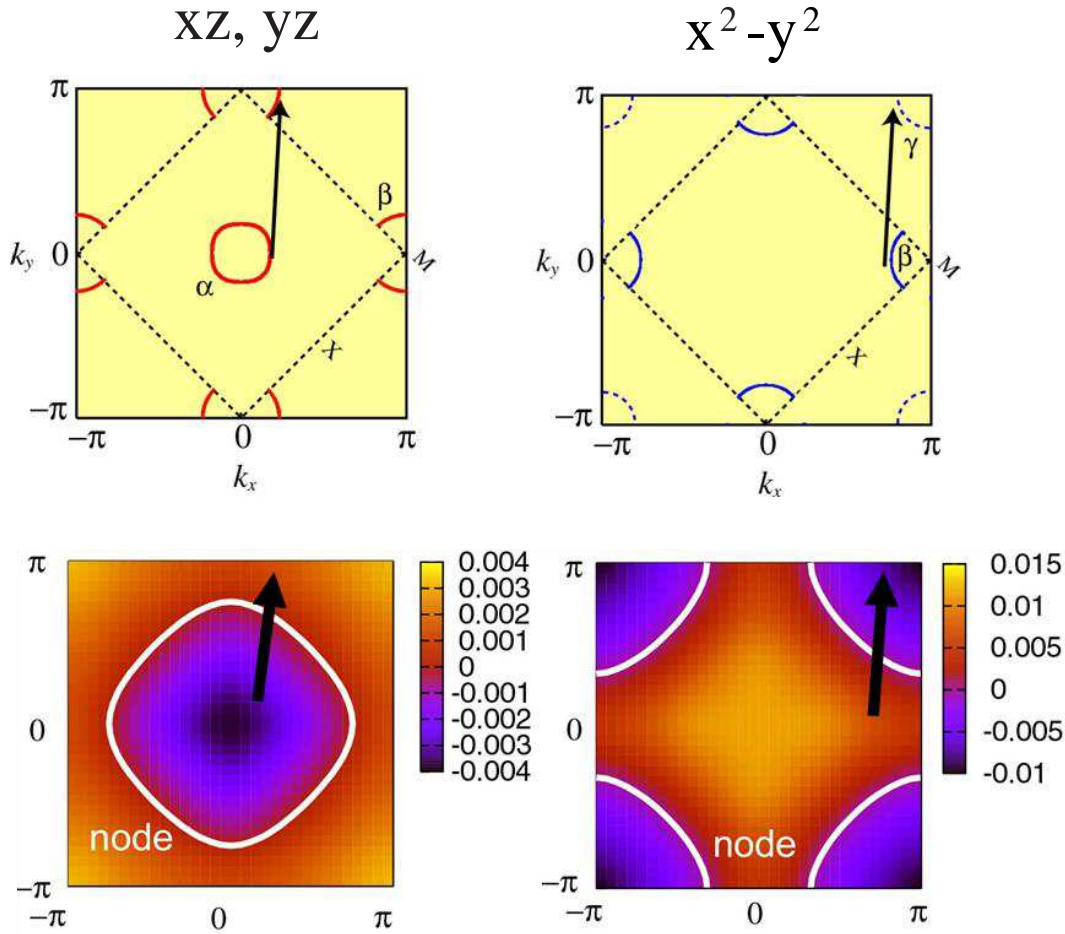 xz, yz
x²-y²
π
β
k_y 0
M
α
X
-π
-π 0 π
k_x
π
γ
k_y 0
β
M
X
-π
-π 0 π
k_x
π
0
-π
node
-π 0 π
0.004
0.003
0.002
0.001
0
-0.001
-0.002
-0.003
-0.004
π
0
-π
node
-π 0 π
0.015
0.01
0.005
0
-0.005
-0.01